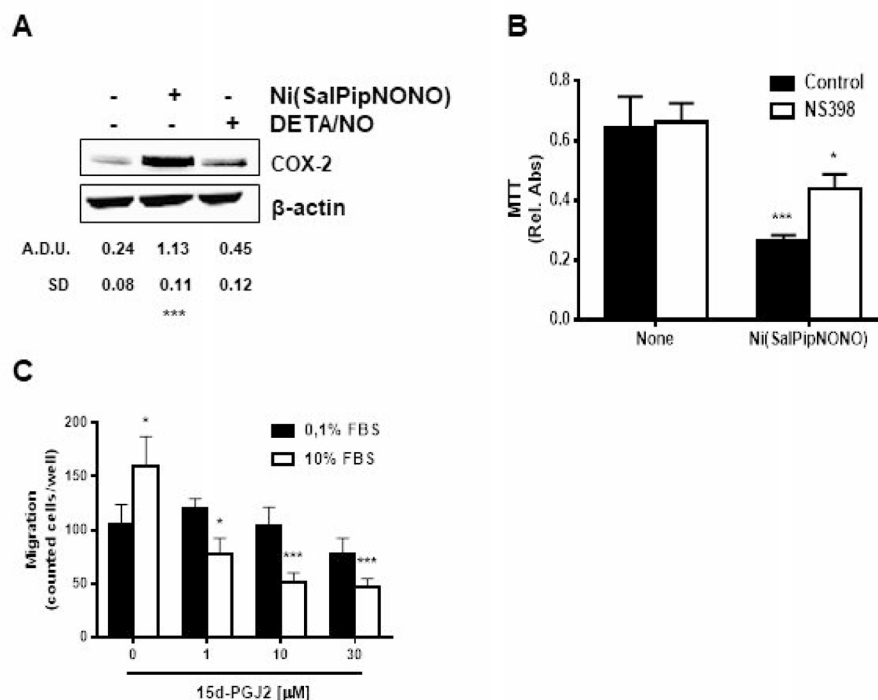 A
- + - Ni(SalPipNONO)
- - + DETA/NO
COX-2
β-actin
A.D.U. 0.24 1.13 0.45
SD 0.08 0.11 0.12
***
B
Control
NS398
MTT
(Rel. Abs)
0.8
0.6
0.4
0.2
0.0
***
*
None Ni(SalPipNONO)
C
0,1% FBS
10% FBS
Migration
(counted cells/well)
200
150
100
50
0
*
*
***
***
0 1 10 30
15d-PGJ2 [μM]